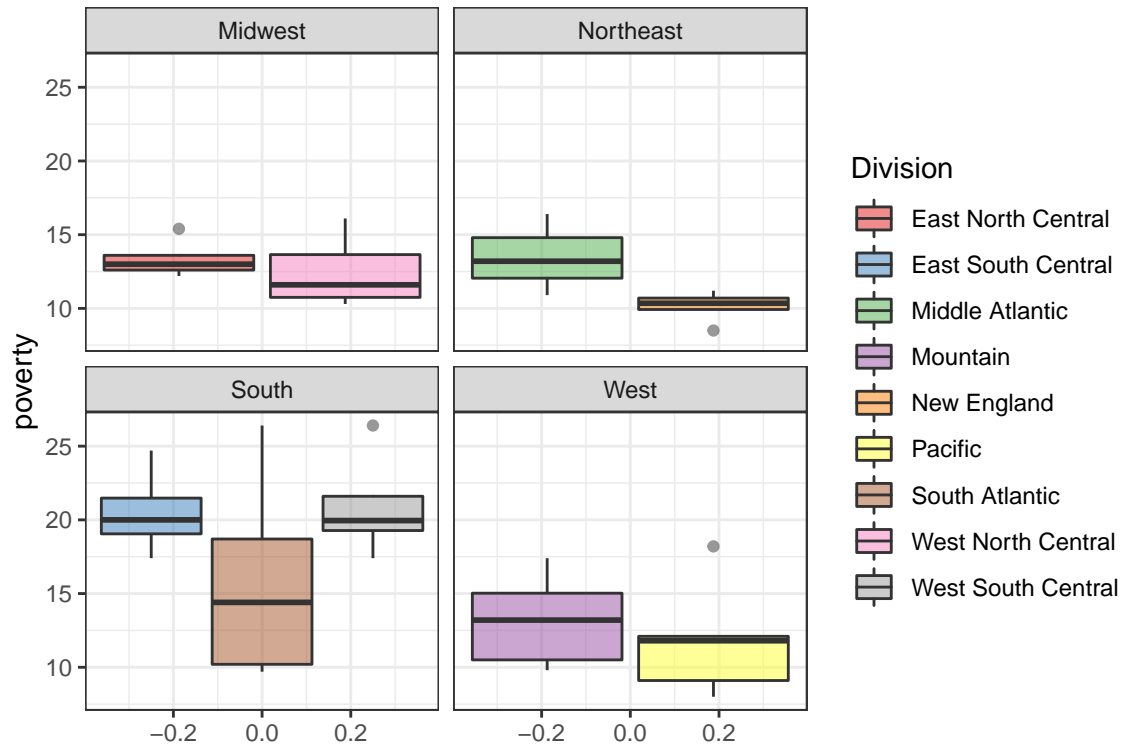 Midwest
Northeast
25
20
15
10
South
West
25
20
15
10
−0.2
0.0
0.2
−0.2
0.0
0.2
poverty
Division
East North Central
East South Central
Middle Atlantic
Mountain
New England
Pacific
South Atlantic
West North Central
West South Central